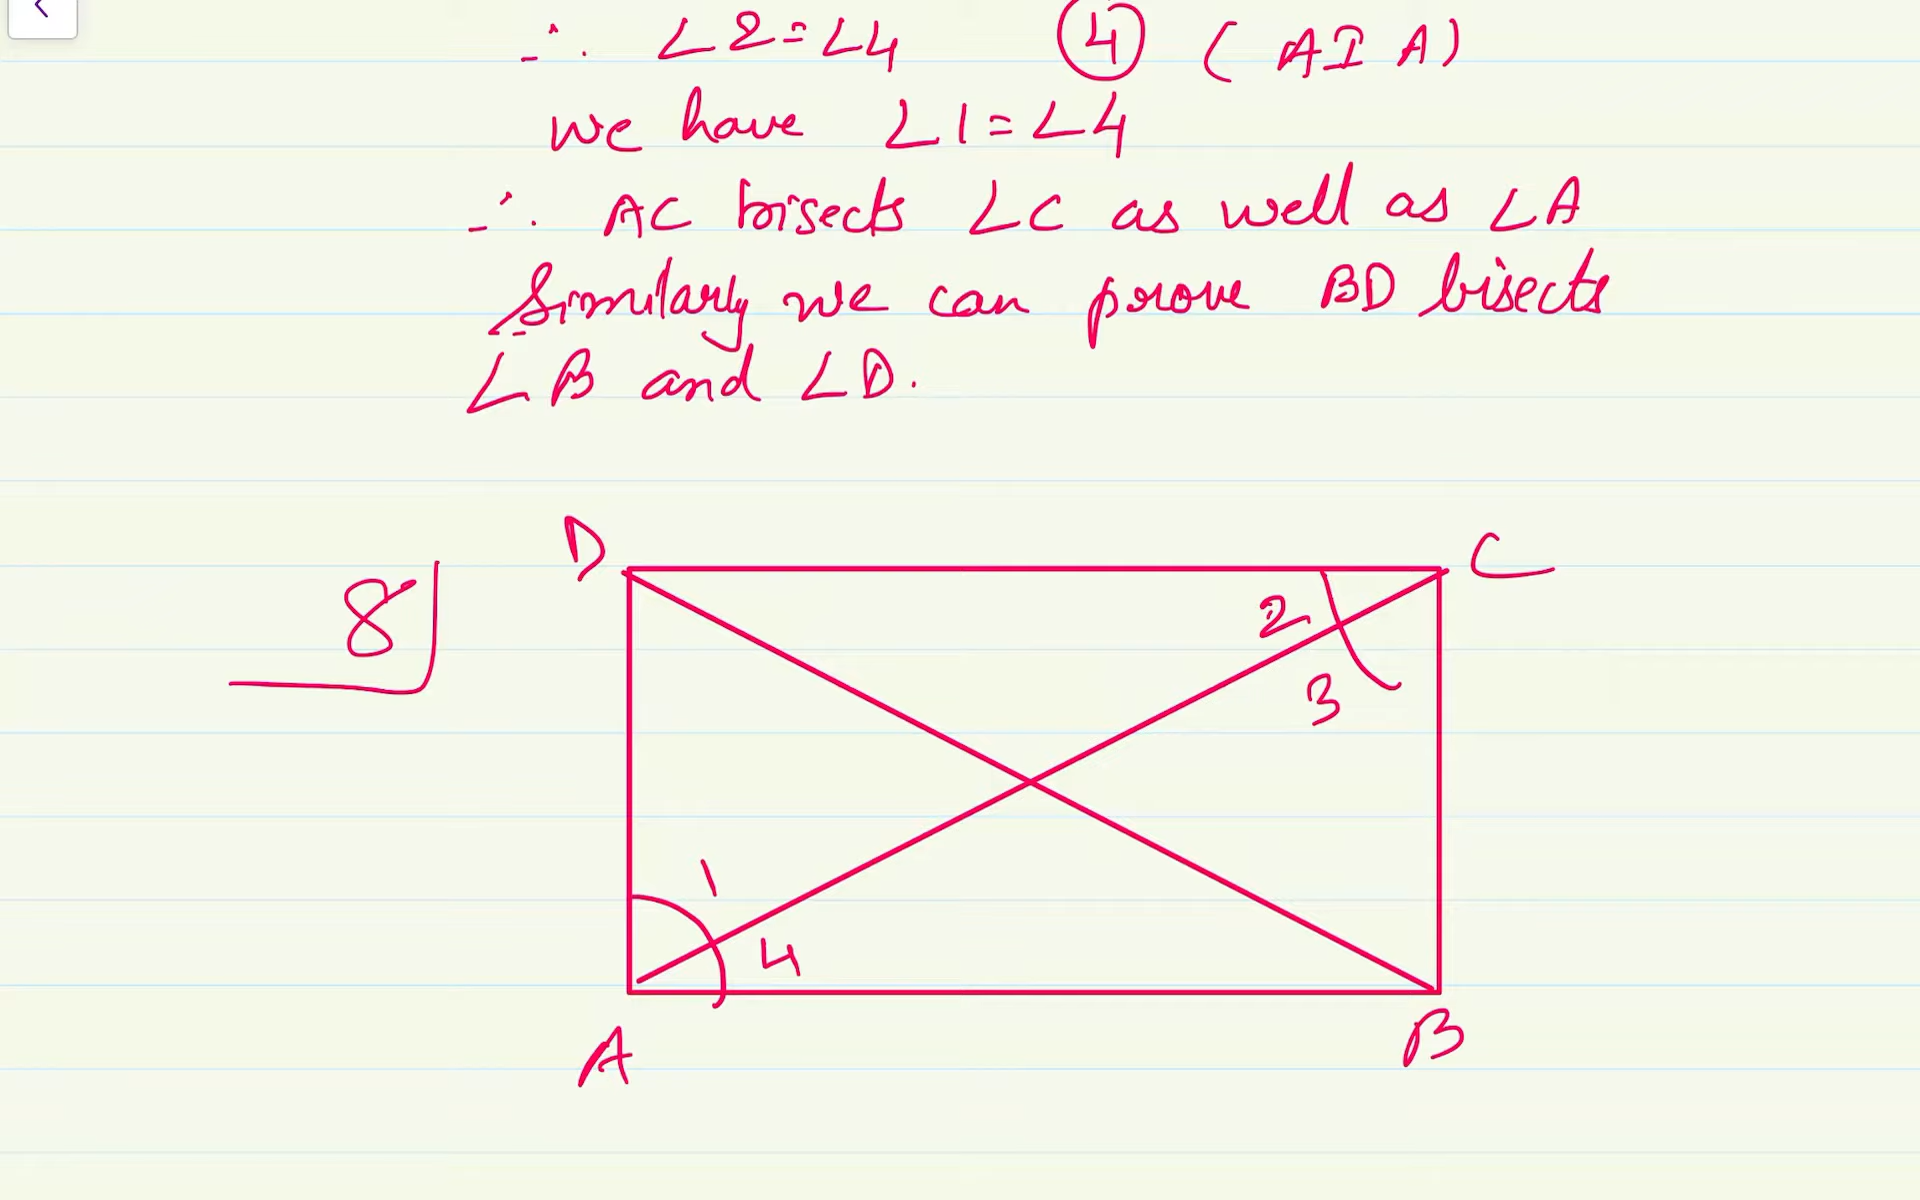 ∴ ∠2=∠4 ④ (AIA)
we have ∠1=∠4
∴ AC bisects ∠C as well as ∠A
Similarly we can prove BD bisects
∠B and ∠D.
8
D
C
2
3
1
4
A
B